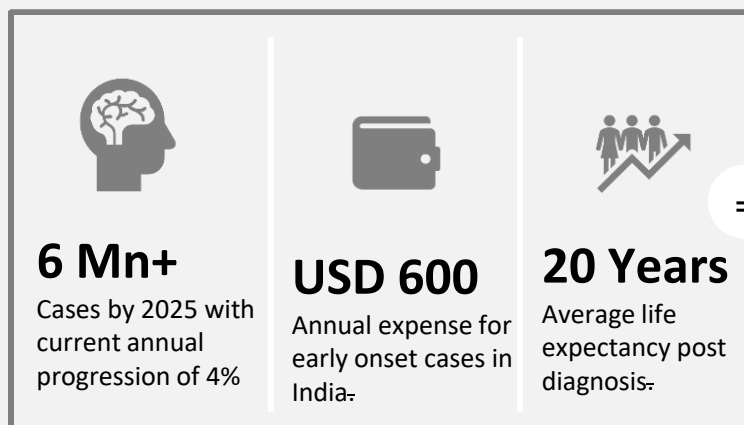 6 Mn+
Cases by 2025 with
current annual
progression of 4%
USD 600
Annual expense for
early onset cases in
India.
20 Years
Average life
expectancy post
diagnosis.
=